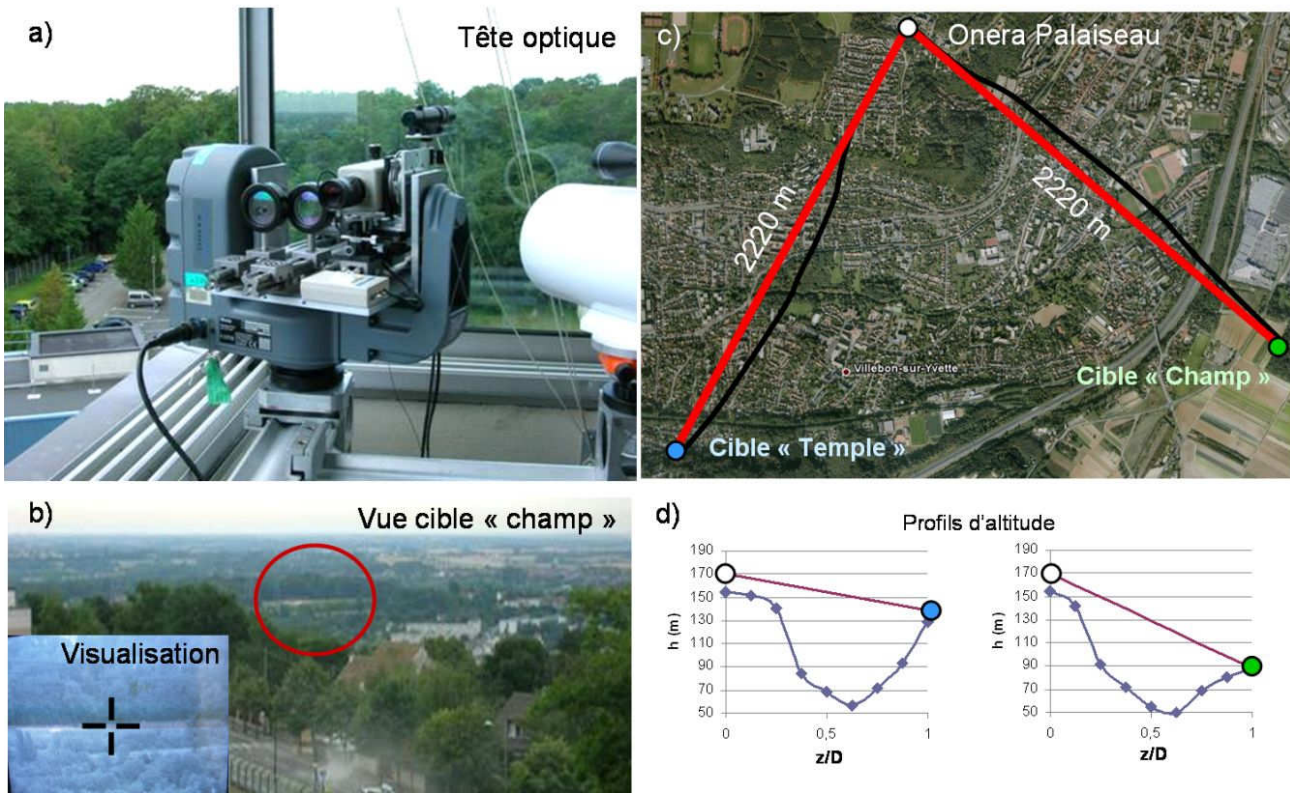 a)
Tête optique
c)
Onera Palaiseau
2220 m
2220 m
Villebon-sur-Yvette
Cible « Champ »
Cible « Temple »
b)
Vue cible « champ »
Visualisation
d)
Profils d'altitude
190
170
150
130
110
90
70
50
h (m)
0
0,5
1
z/D
190
170
150
130
110
90
70
50
h (m)
0
0,5
1
z/D